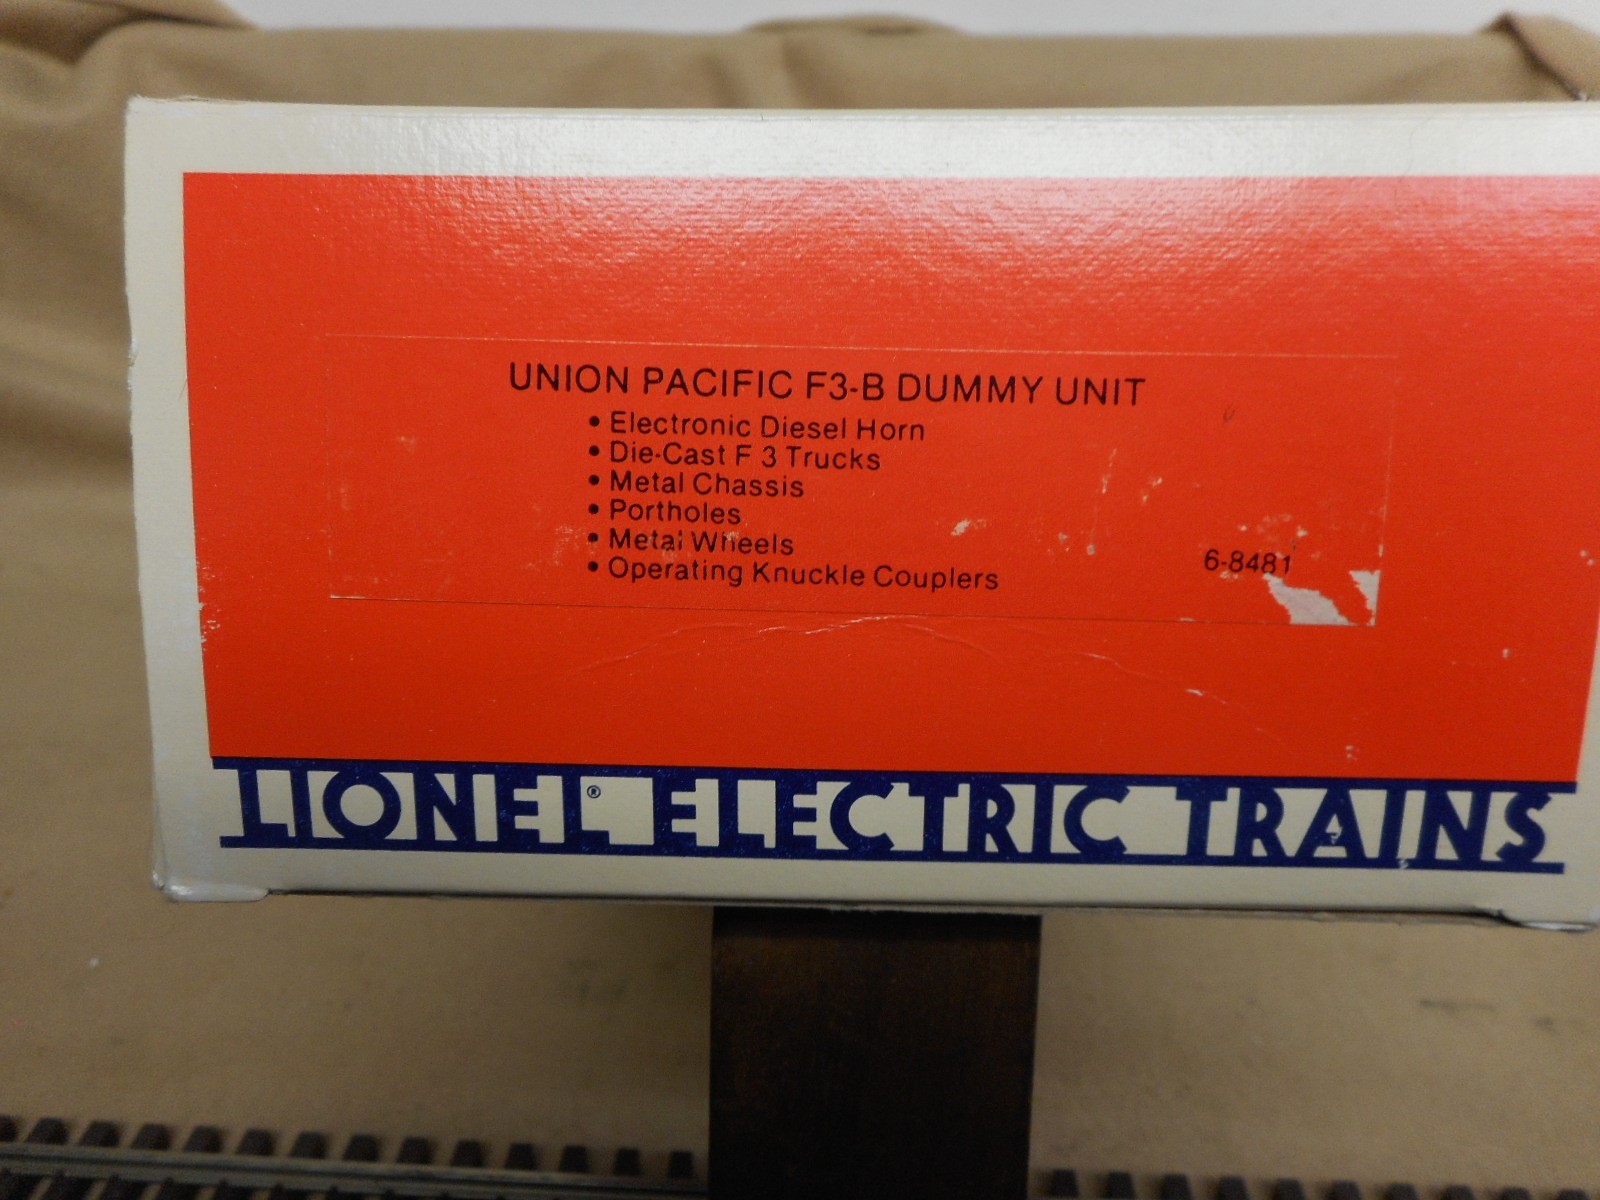 UNION PACIFIC F3-B DUMMY UNIT
• Electronic Diesel Horn
• Die-Cast F 3 Trucks
• Metal Chassis
• Portholes
• Metal Wheels
• Operating Knuckle Couplers
6-8481
LIONEL® ELECTRIC TRAINS